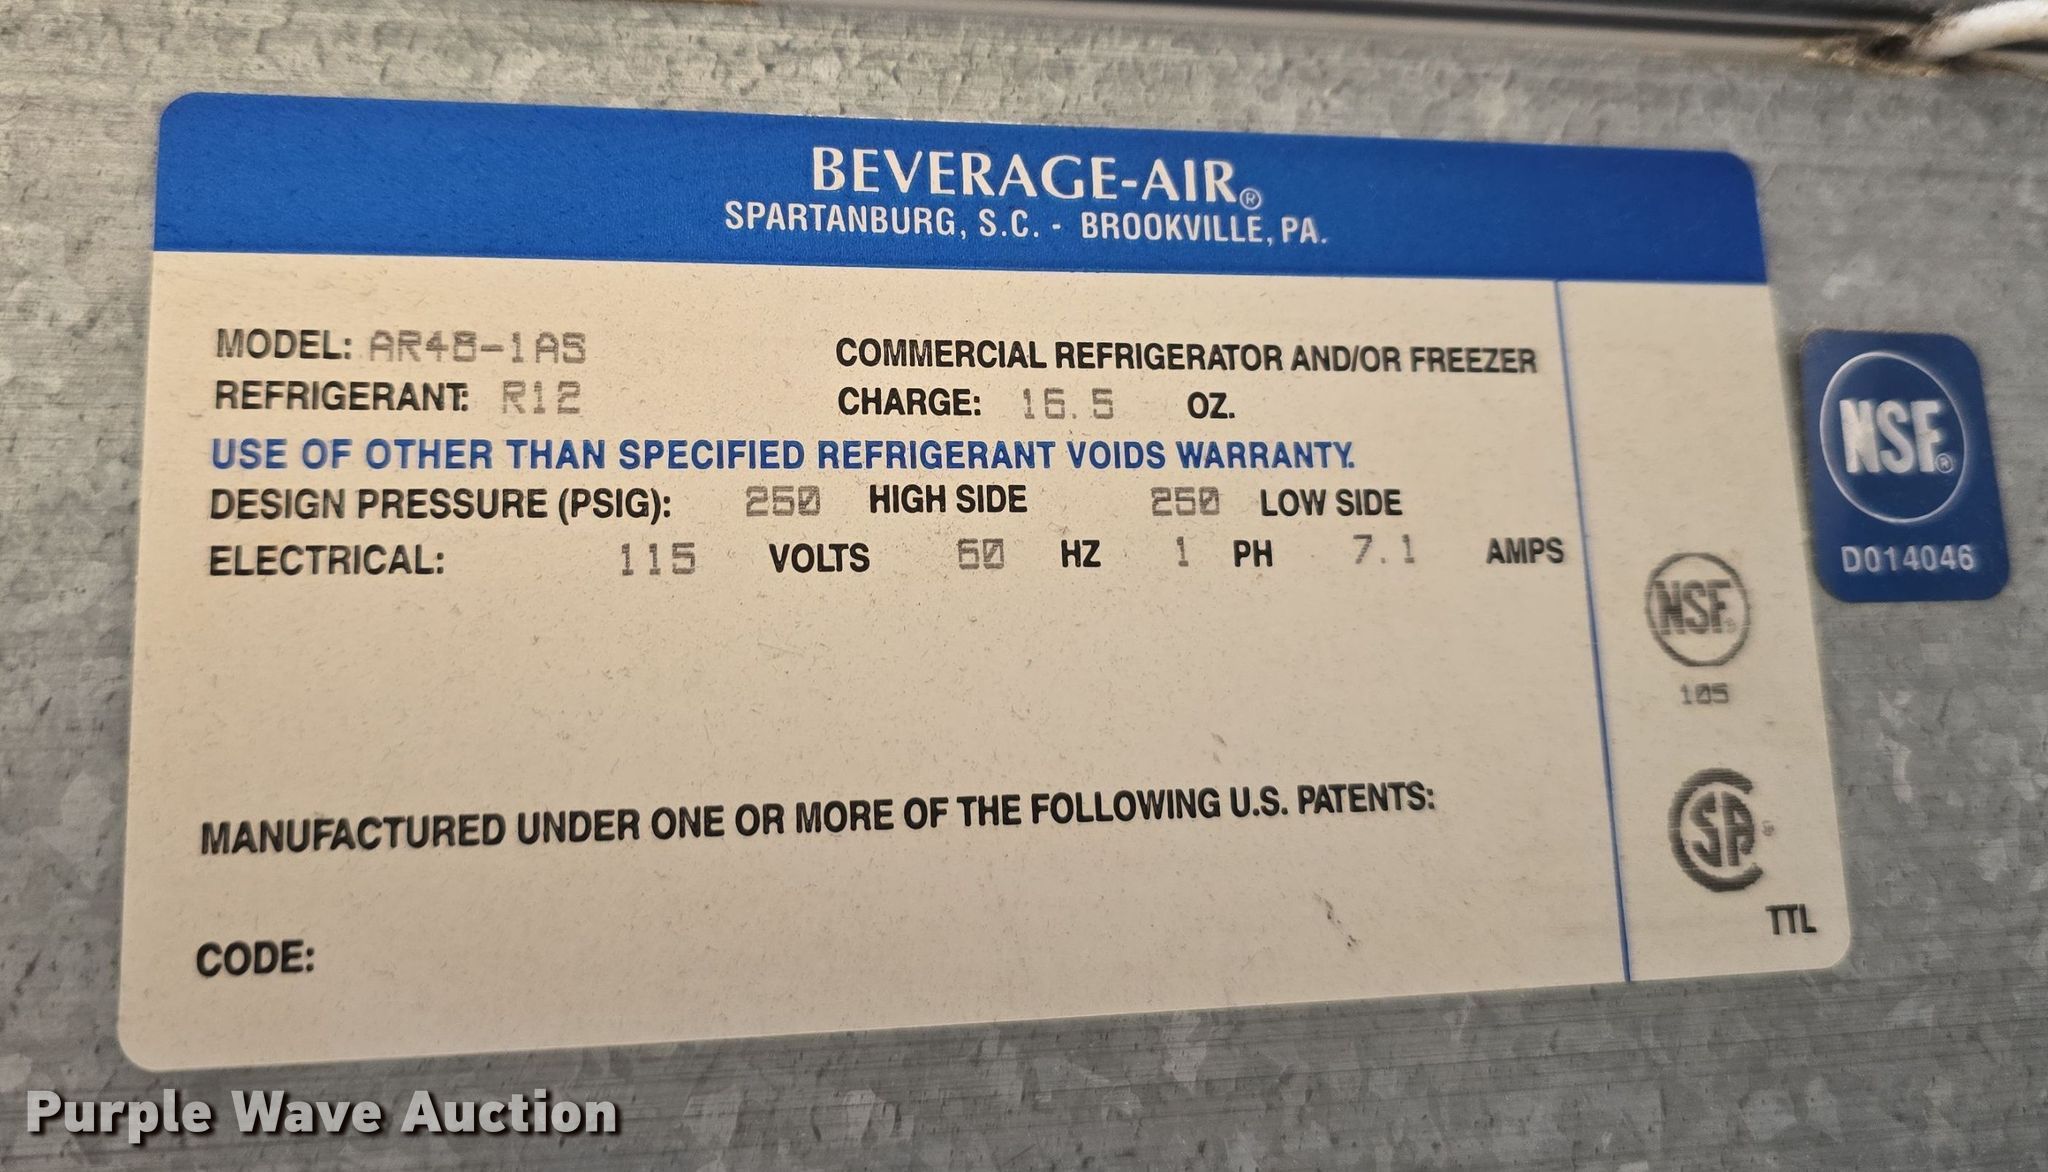 BEVERAGE-AIR®
SPARTANBURG, S.C. - BROOKVILLE, PA.
MODEL: AR48-1AS
COMMERCIAL REFRIGERATOR AND/OR FREEZER
REFRIGERANT: R12
CHARGE: 16.5 OZ.
USE OF OTHER THAN SPECIFIED REFRIGERANT VOIDS WARRANTY.
DESIGN PRESSURE (PSIG): 250 HIGH SIDE 250 LOW SIDE
ELECTRICAL: 115 VOLTS 60 HZ 1 PH 7.1 AMPS
MANUFACTURED UNDER ONE OR MORE OF THE FOLLOWING U.S. PATENTS:
CODE:
NSF®
105
SA®
TTL
NSF®
D014046
Purple Wave Auction